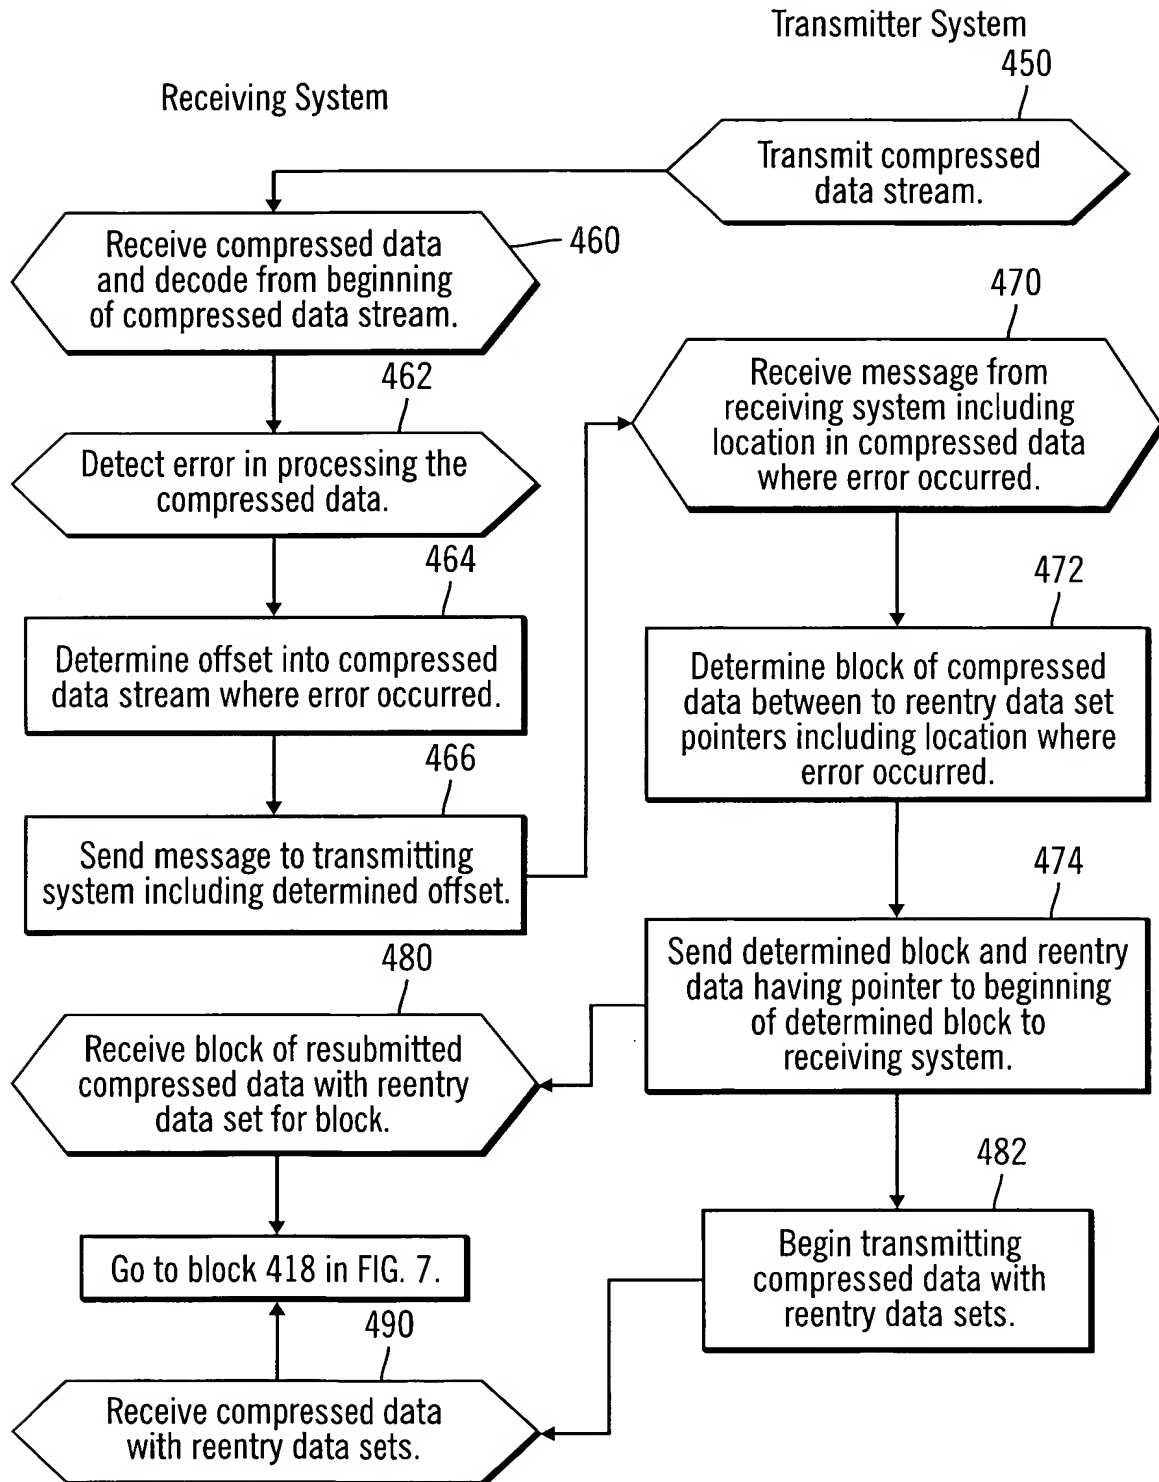 Transmitter System
450
Receiving System
Transmit compressed
data stream.
Receive compressed data
and decode from beginning
of compressed data stream.
460
470
462
Receive message from
receiving system including
location in compressed data
where error occurred.
Detect error in processing the
compressed data.
464
472
Determine offset into compressed
data stream where error occurred.
Determine block of compressed
data between to reentry data set
pointers including location where
error occurred.
466
Send message to transmitting
system including determined offset.
474
480
Send determined block and reentry
data having pointer to beginning
of determined block to
receiving system.
Receive block of resubmitted
compressed data with reentry
data set for block.
482
Go to block 418 in FIG. 7.
Begin transmitting
compressed data with
reentry data sets.
490
Receive compressed data
with reentry data sets.